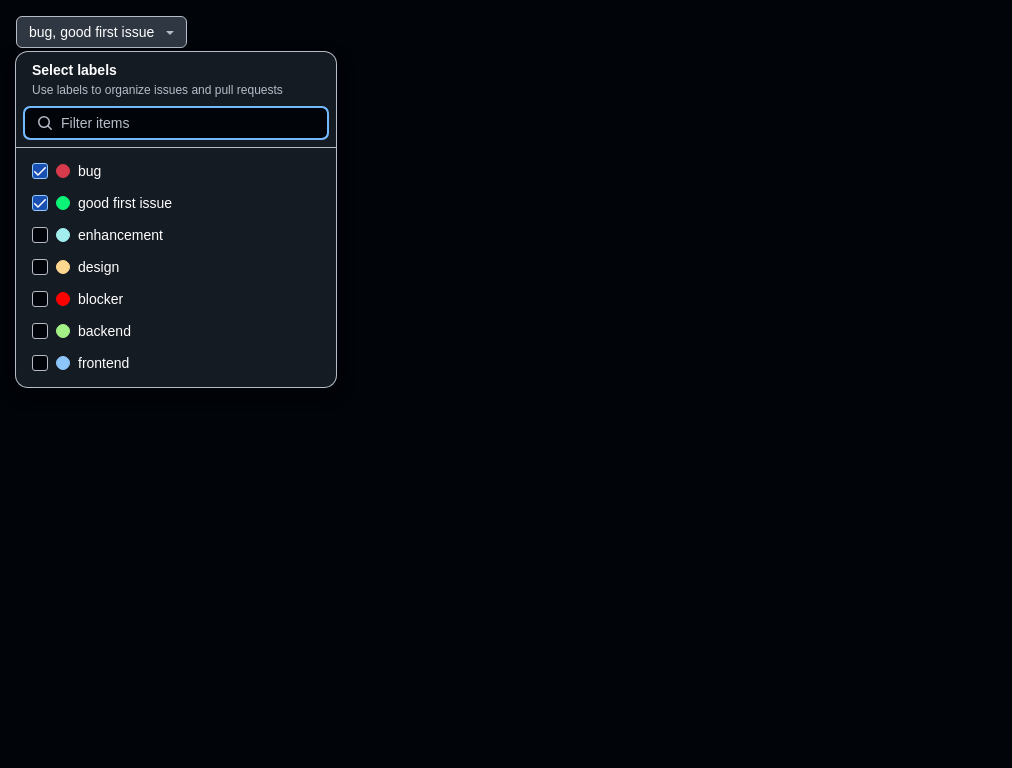 bug, good first issue
Select labels
Use labels to organize issues and pull requests
Filter items
bug
good first issue
enhancement
design
blocker
backend
frontend